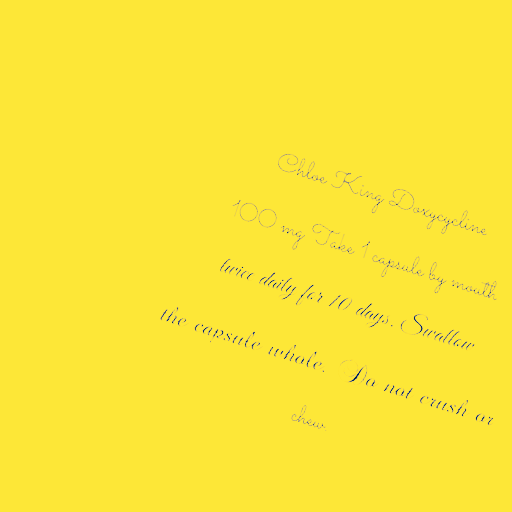 Chloe King Doxycycline
100 mg Take 1 capsule by mouth
twice daily for 10 days. Swallow
the capsule whole. Do not crush or
chew